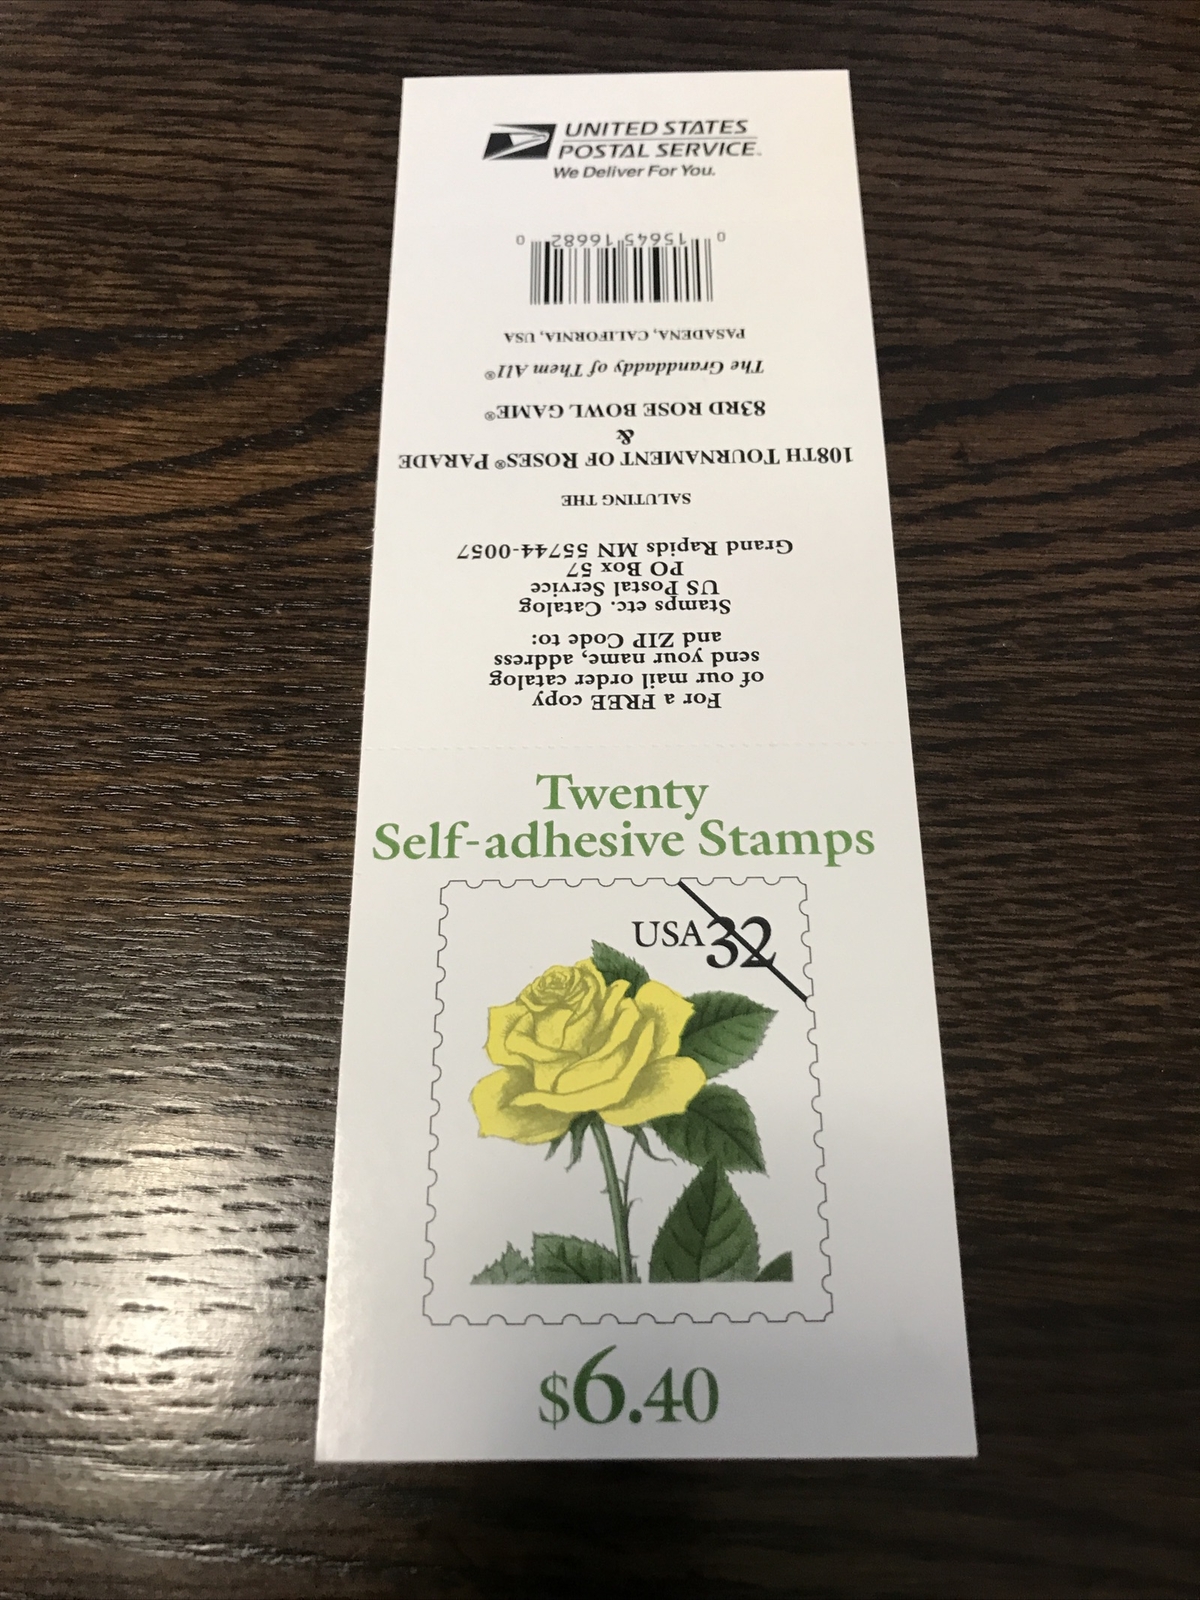 UNITED STATES
POSTAL SERVICE™
We Deliver For You.
0 15645 16682 0
For a FREE copy
of our mail order catalog
send your name, address
and ZIP Code to:
Stamps etc. Catalog
US Postal Service
PO Box 57
Grand Rapids MN 55744-0057
SALUTING THE
108TH TOURNAMENT OF ROSES® PARADE
&
83RD ROSE BOWL GAME®
The Granddaddy of Them All®
PASADENA, CALIFORNIA, USA
Twenty
Self-adhesive Stamps
USA 32
$6.40